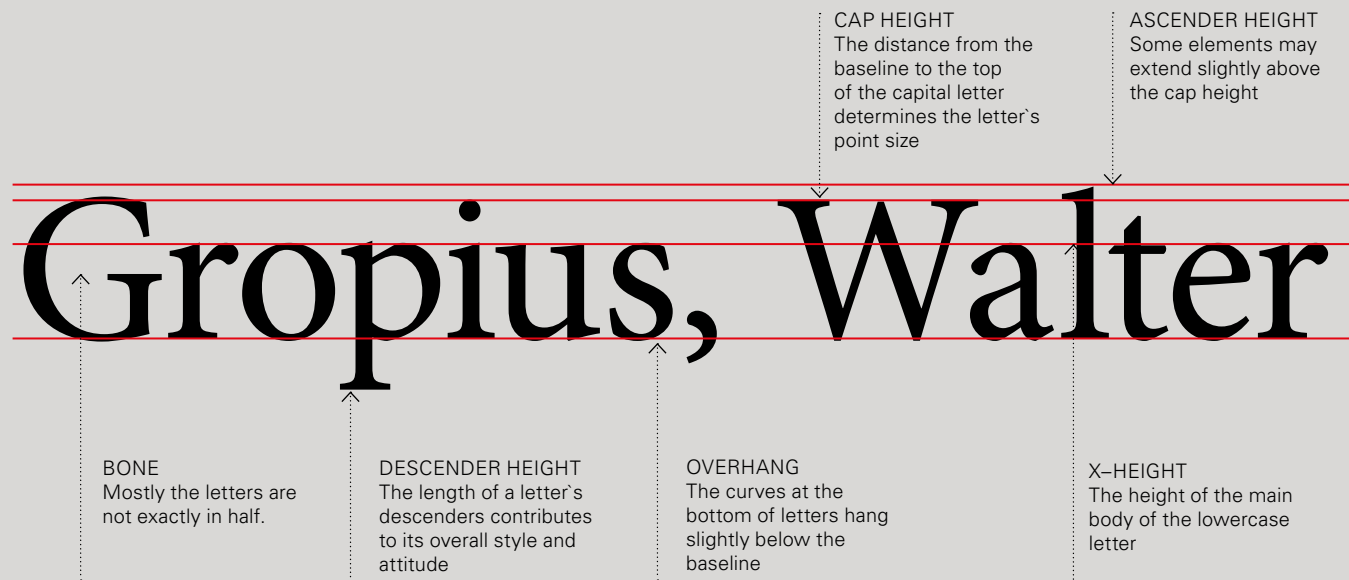 CAP HEIGHT
The distance from the
baseline to the top
of the capital letter
determines the letter`s
point size
ASCENDER HEIGHT
Some elements may
extend slightly above
the cap height
Gropius, Walter
BONE
Mostly the letters are
not exactly in half.
DESCENDER HEIGHT
The length of a letter`s
descenders contributes
to its overall style and
attitude
OVERHANG
The curves at the
bottom of letters hang
slightly below the
baseline
X–HEIGHT
The height of the main
body of the lowercase
letter